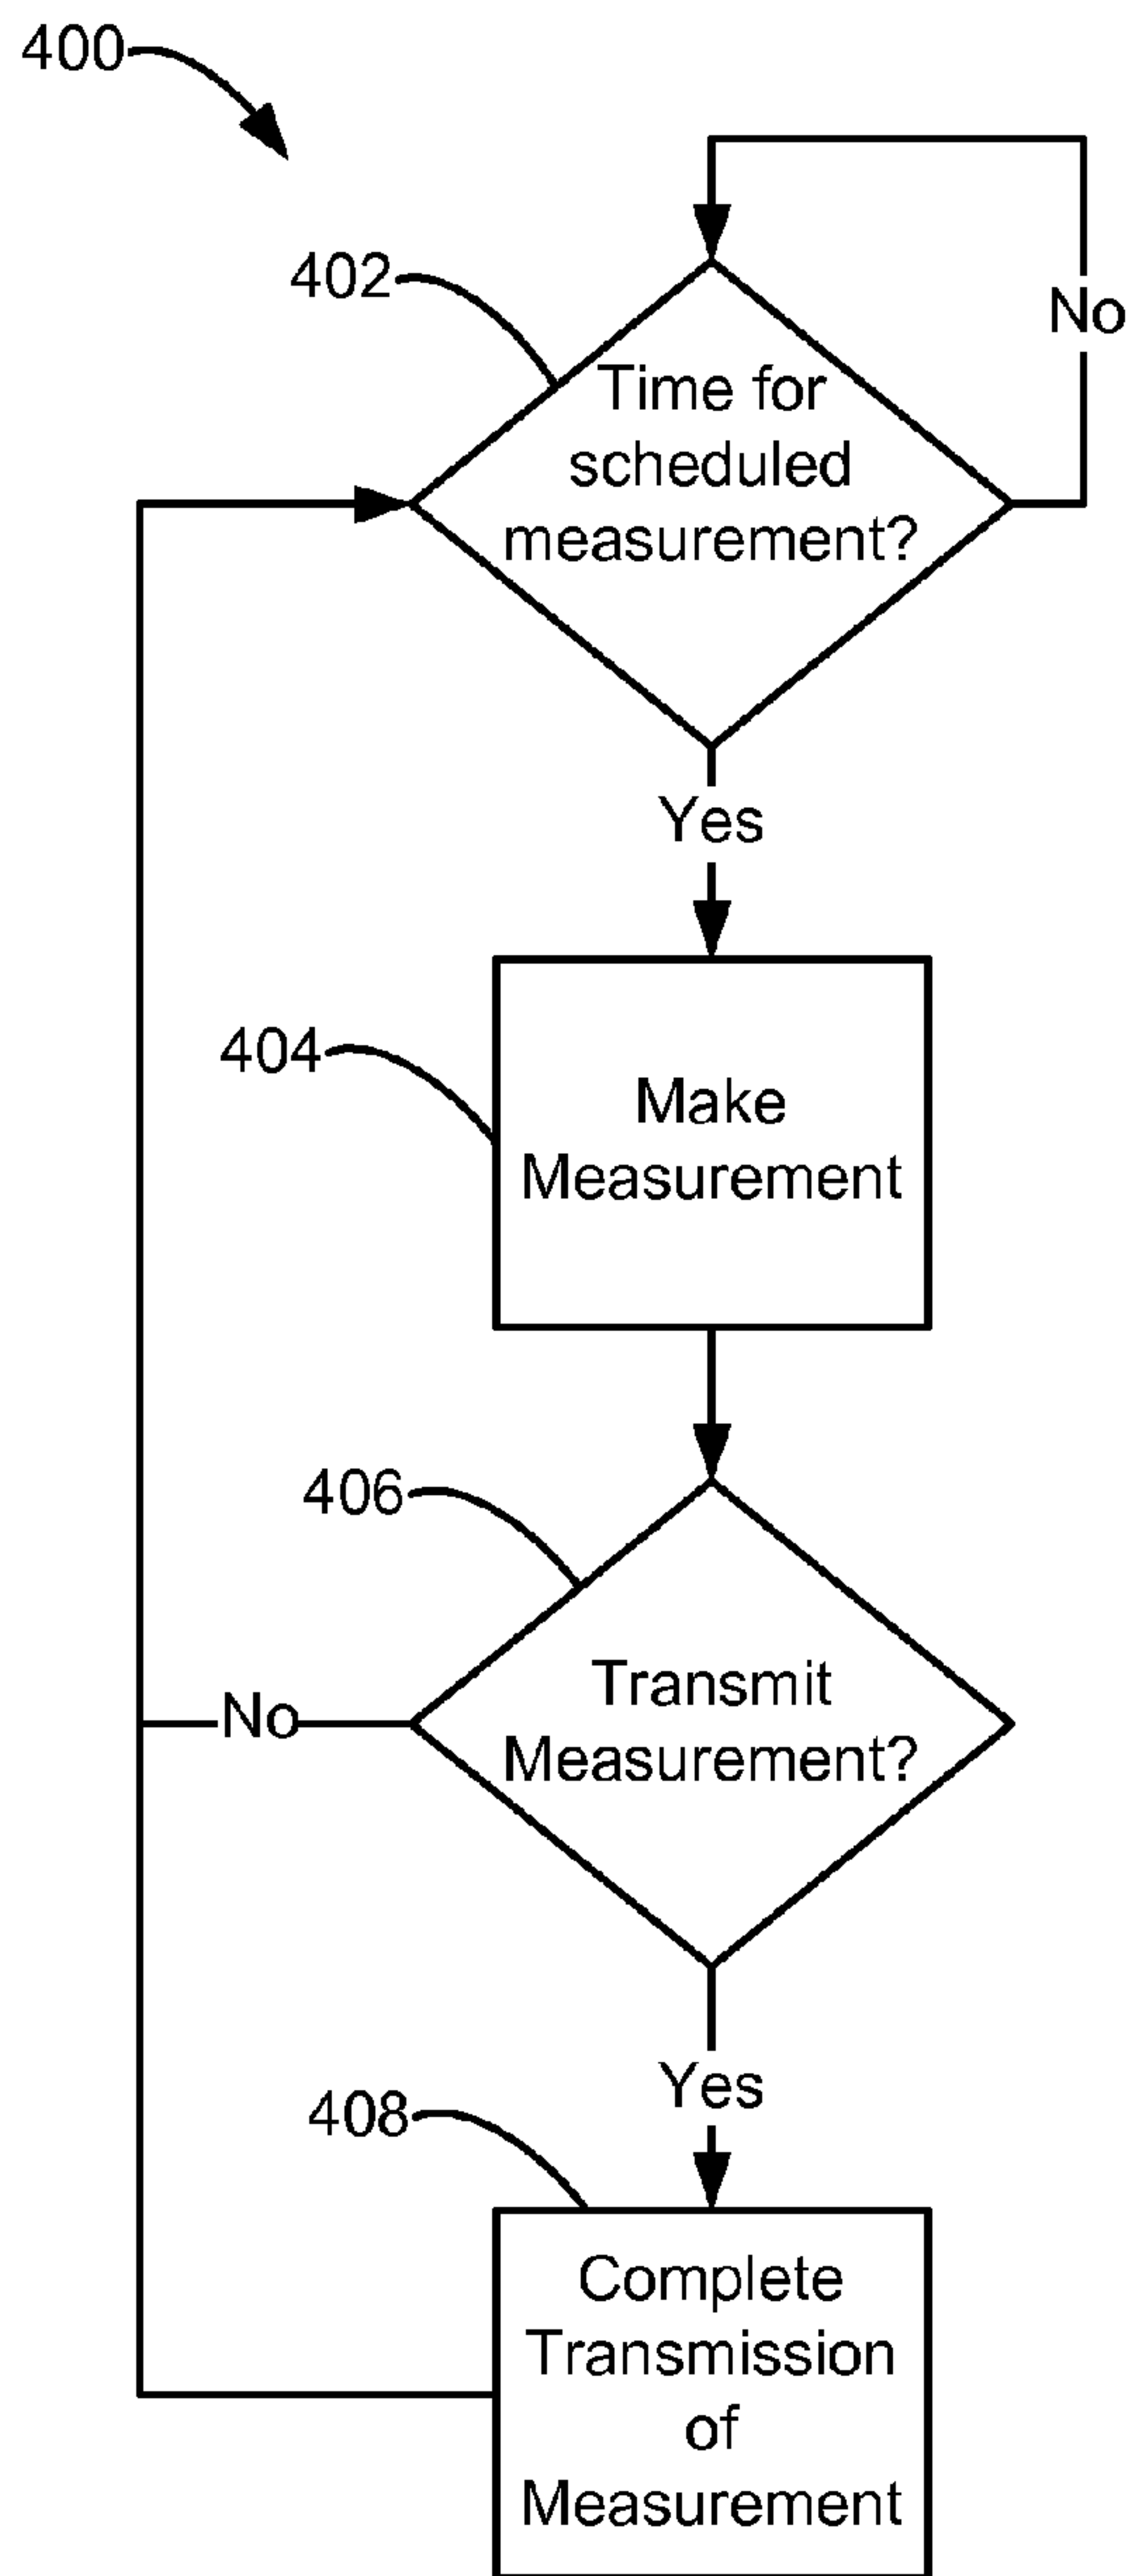 400
402
Time for
scheduled
measurement?
No
Yes
404
Make
Measurement
406
Transmit
Measurement?
No
Yes
408
Complete
Transmission
of
Measurement